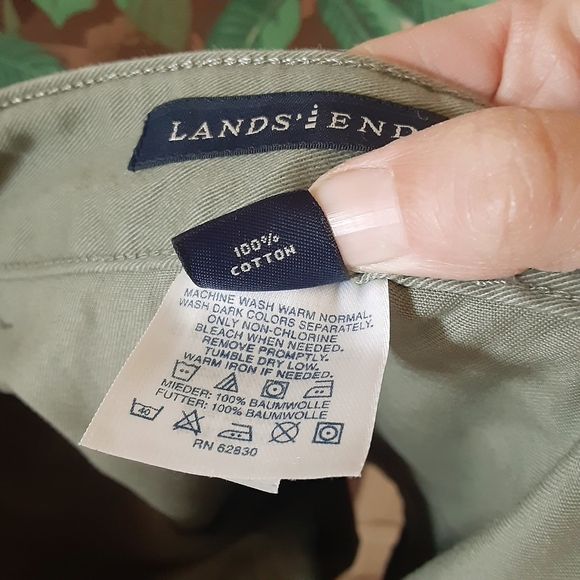 LANDS' END
100%
COTTON
MACHINE WASH WARM NORMAL.
WASH DARK COLORS SEPARATELY.
ONLY NON-CHLORINE
BLEACH WHEN NEEDED.
REMOVE PROMPTLY.
TUMBLE DRY LOW.
WARM IRON IF NEEDED.
MIEDER: 100% BAUMWOLLE
FUTTER: 100% BAUMWOLLE
40
RN 62830